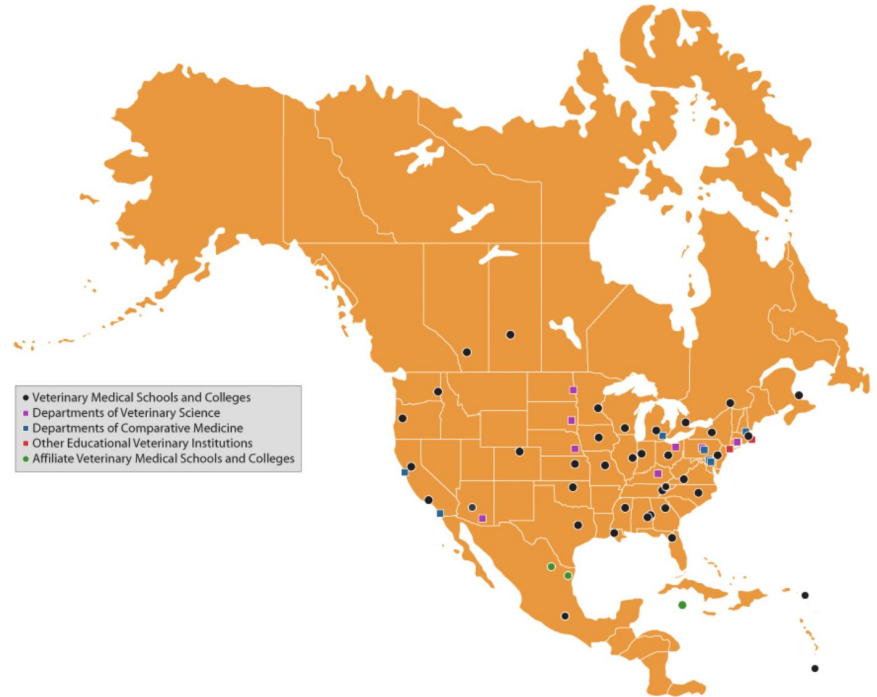 Veterinary Medical Schools and Colleges
Departments of Veterinary Science
Departments of Comparative Medicine
Other Educational Veterinary Institutions
Affiliate Veterinary Medical Schools and Colleges